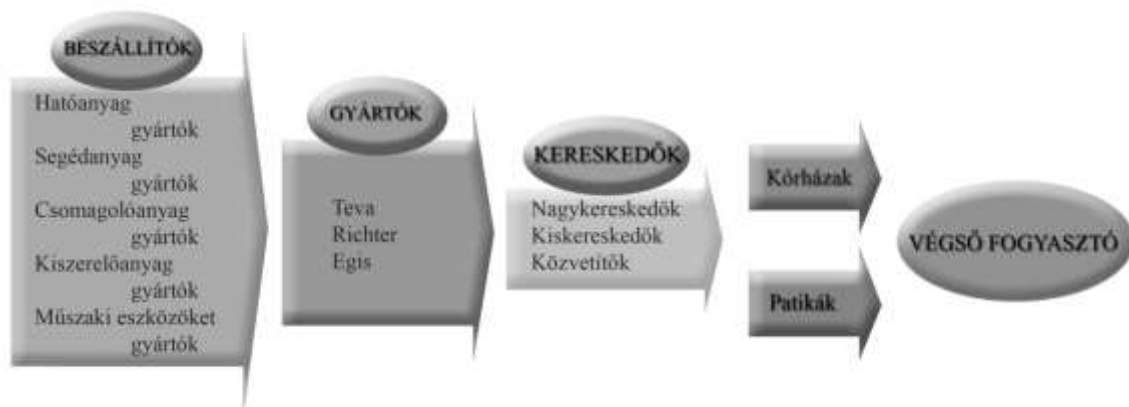 BESZÁLLÍTÓK
Hatóanyag
gyártók
Segédanyag
gyártók
Csomagolóanyag
gyártók
Kiszerelőanyag
gyártók
Műszaki eszközöket
gyártók
GYÁRTÓK
Teva
Richter
Egis
KERESKEDŐK
Nagykereskedők
Kiskereskedők
Közvetítők
Kórházak
Patikák
VÉGSŐ FOGYASZTÓ